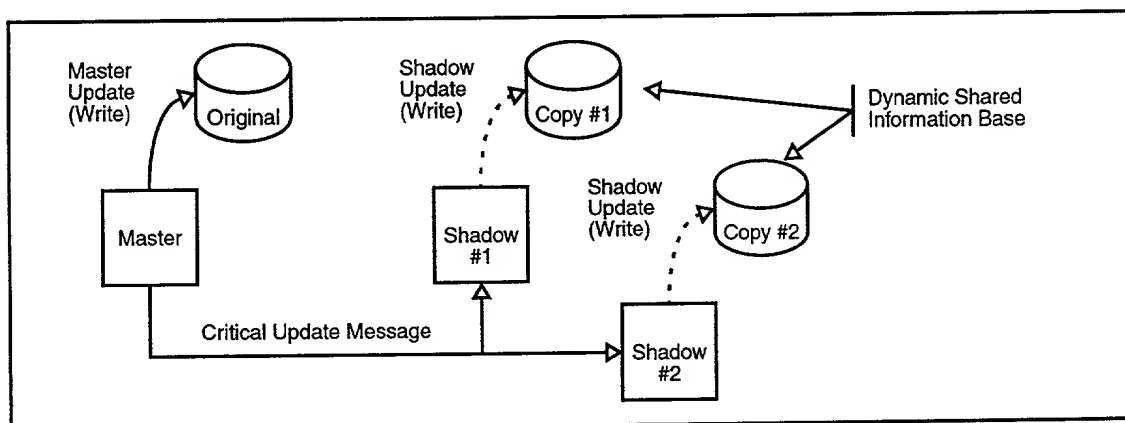 Master
Update
(Write)
Original
Shadow
Update
(Write)
Copy #1
Dynamic Shared
Information Base
Shadow
Update
(Write)
Copy #2
Master
Shadow
#1
Critical Update Message
Shadow
#2